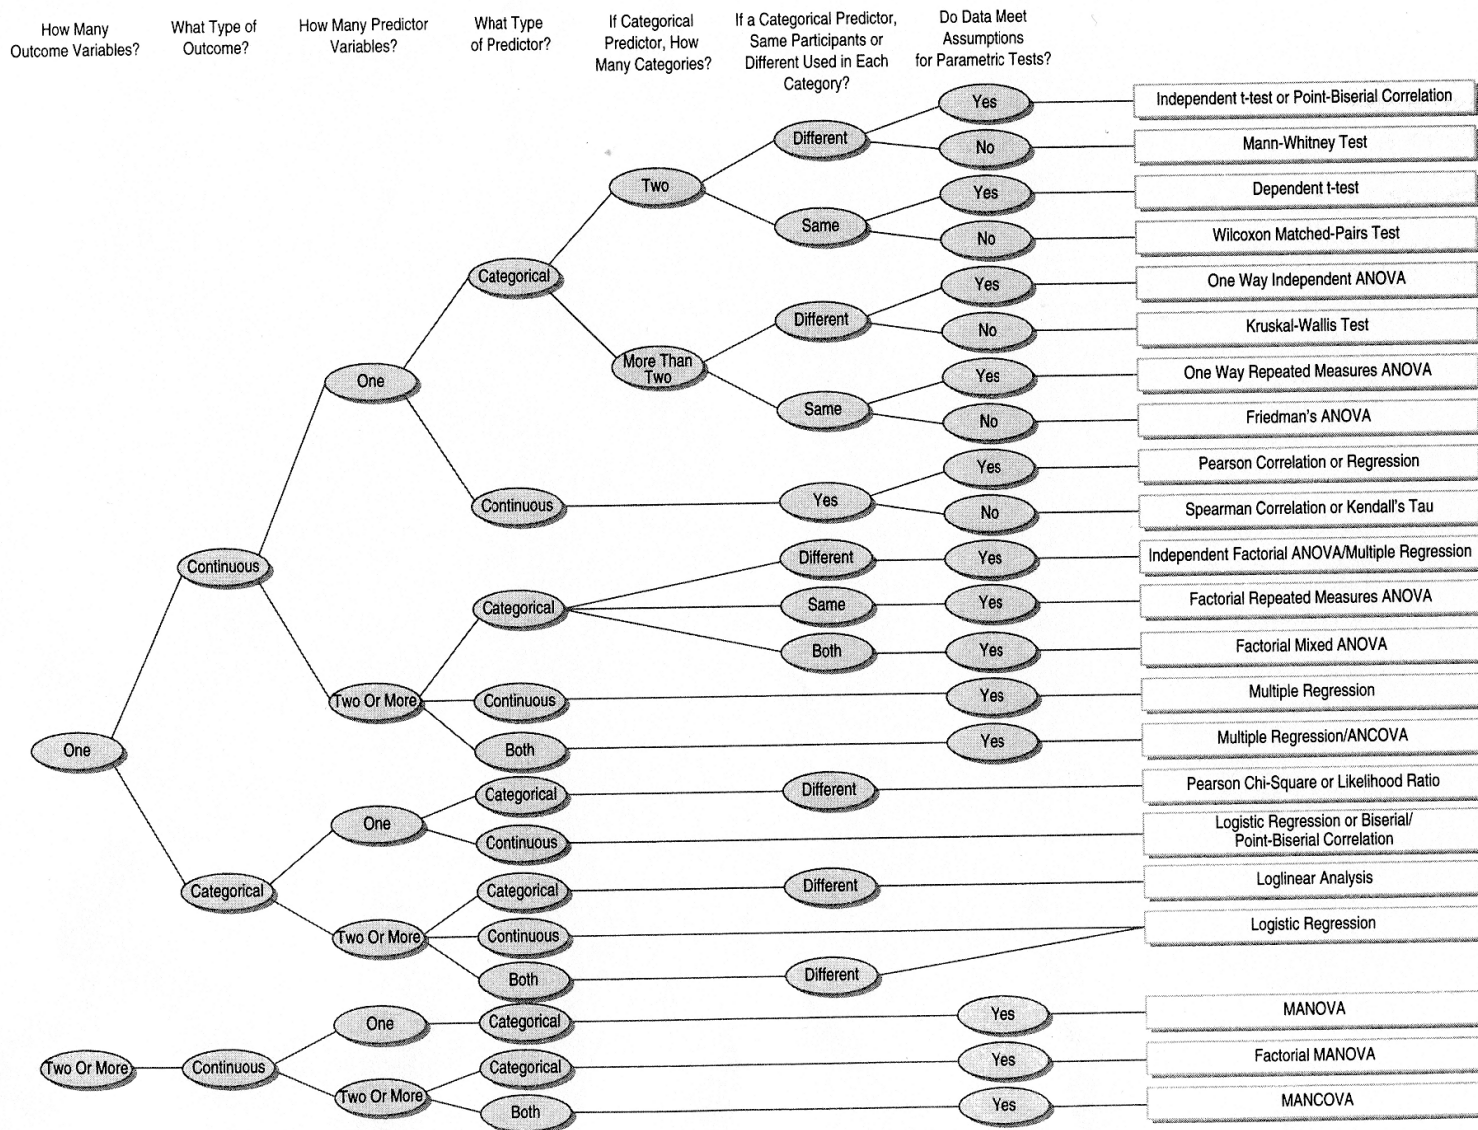 How Many
Outcome Variables?
What Type of
Outcome?
How Many Predictor
Variables?
What Type
of Predictor?
If Categorical
Predictor, How
Many Categories?
If a Categorical Predictor,
Same Participants or
Different Used in Each
Category?
Do Data Meet
Assumptions
for Parametric Tests?
Yes
Independent t-test or Point-Biserial Correlation
Different
No
Mann-Whitney Test
Two
Yes
Dependent t-test
Same
No
Wilcoxon Matched-Pairs Test
Categorical
Yes
One Way Independent ANOVA
Different
No
Kruskal-Wallis Test
More Than
Two
One
Yes
One Way Repeated Measures ANOVA
Same
No
Friedman's ANOVA
Yes
Pearson Correlation or Regression
Continuous
Yes
No
Spearman Correlation or Kendall's Tau
Continuous
Different
Yes
Independent Factorial ANOVA/Multiple Regression
Categorical
Same
Yes
Factorial Repeated Measures ANOVA
Both
Yes
Factorial Mixed ANOVA
Two Or More
Continuous
Yes
Multiple Regression
One
Both
Yes
Multiple Regression/ANCOVA
Categorical
Different
Pearson Chi-Square or Likelihood Ratio
One
Continuous
Logistic Regression or Biserial/
Point-Biserial Correlation
Categorical
Categorical
Different
Loglinear Analysis
Two Or More
Continuous
Logistic Regression
Both
Different
One
Categorical
Yes
MANOVA
Two Or More
Continuous
Categorical
Yes
Factorial MANOVA
Two Or More
Both
Yes
MANCOVA